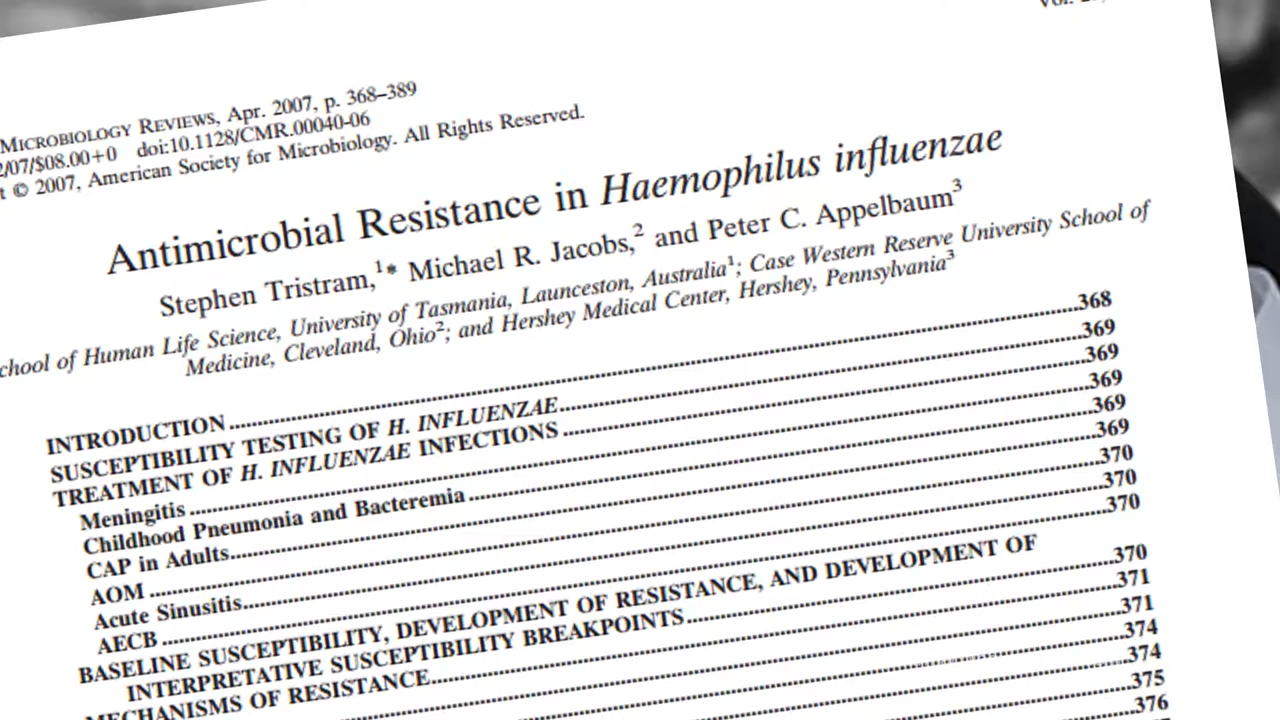 MICROBIOLOGY REVIEWS, Apr. 2007, p. 368–389
2/07/$08.00+0 doi:10.1128/CMR.00040-06
t © 2007, American Society for Microbiology. All Rights Reserved.
Antimicrobial Resistance in Haemophilus influenzae
Stephen Tristram,1* Michael R. Jacobs,2 and Peter C. Appelbaum3
chool of Human Life Science, University of Tasmania, Launceston, Australia1; Case Western Reserve University School of
Medicine, Cleveland, Ohio2; and Hershey Medical Center, Hershey, Pennsylvania3
INTRODUCTION 368
SUSCEPTIBILITY TESTING OF H. INFLUENZAE 369
TREATMENT OF H. INFLUENZAE INFECTIONS 369
Meningitis 369
Childhood Pneumonia and Bacteremia 369
CAP in Adults 369
AOM 370
Acute Sinusitis 370
AECB 370
BASELINE SUSCEPTIBILITY, DEVELOPMENT OF RESISTANCE, AND DEVELOPMENT OF
INTERPRETATIVE SUSCEPTIBILITY BREAKPOINTS 370
MECHANISMS OF RESISTANCE 371
371
374
374
375
376